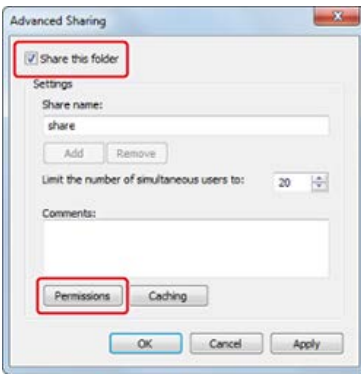 Advanced Sharing
Share this folder
Settings
Share name:
share
Add Remove
Limit the number of simultaneous users to: 20
Comments:
Permissions Caching
OK Cancel Apply